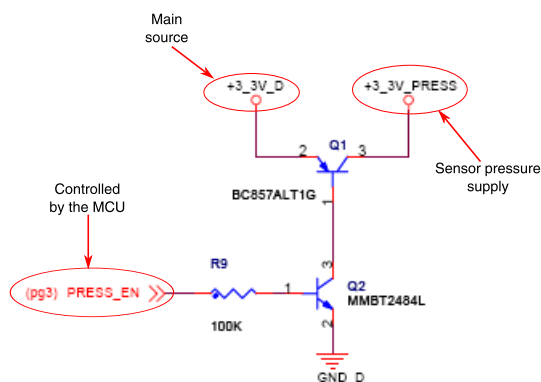 Main
source
+3_3V_D
+3_3V_PRESS
2
Q1
3
Sensor pressure
supply
BC857ALT1G
1
Controlled
by the MCU
3
R9
(pg3) PRESS_EN
1
Q2
MMBT2484L
100K
2
GND_D